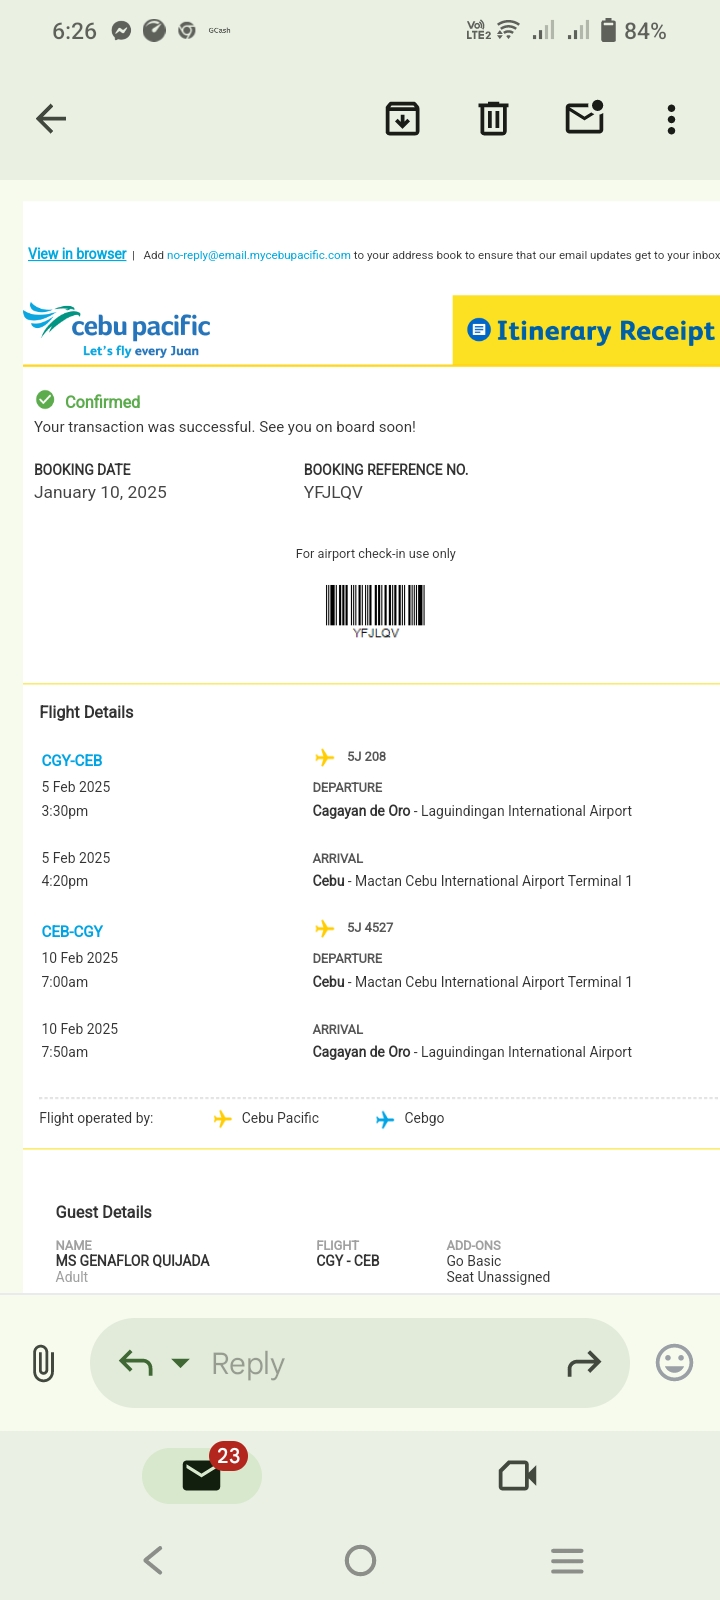 6:26
GCash
Vo)) LTE2
84%
View in browser | Add no-reply@email.mycebupacific.com to your address book to ensure that our email updates get to your inbox
cebu pacific
Let's fly every Juan
Itinerary Receipt
Confirmed
Your transaction was successful. See you on board soon!
BOOKING DATE BOOKING REFERENCE NO.
January 10, 2025 YFJLQV
For airport check-in use only
YFJLQV
Flight Details
CGY-CEB 5J 208
5 Feb 2025 DEPARTURE
3:30pm Cagayan de Oro - Laguindingan International Airport
5 Feb 2025 ARRIVAL
4:20pm Cebu - Mactan Cebu International Airport Terminal 1
CEB-CGY 5J 4527
10 Feb 2025 DEPARTURE
7:00am Cebu - Mactan Cebu International Airport Terminal 1
10 Feb 2025 ARRIVAL
7:50am Cagayan de Oro - Laguindingan International Airport
Flight operated by: Cebu Pacific Cebgo
Guest Details
NAME FLIGHT ADD-ONS
MS GENAFLOR QUIJADA CGY - CEB Go Basic
Adult Seat Unassigned
Reply
23